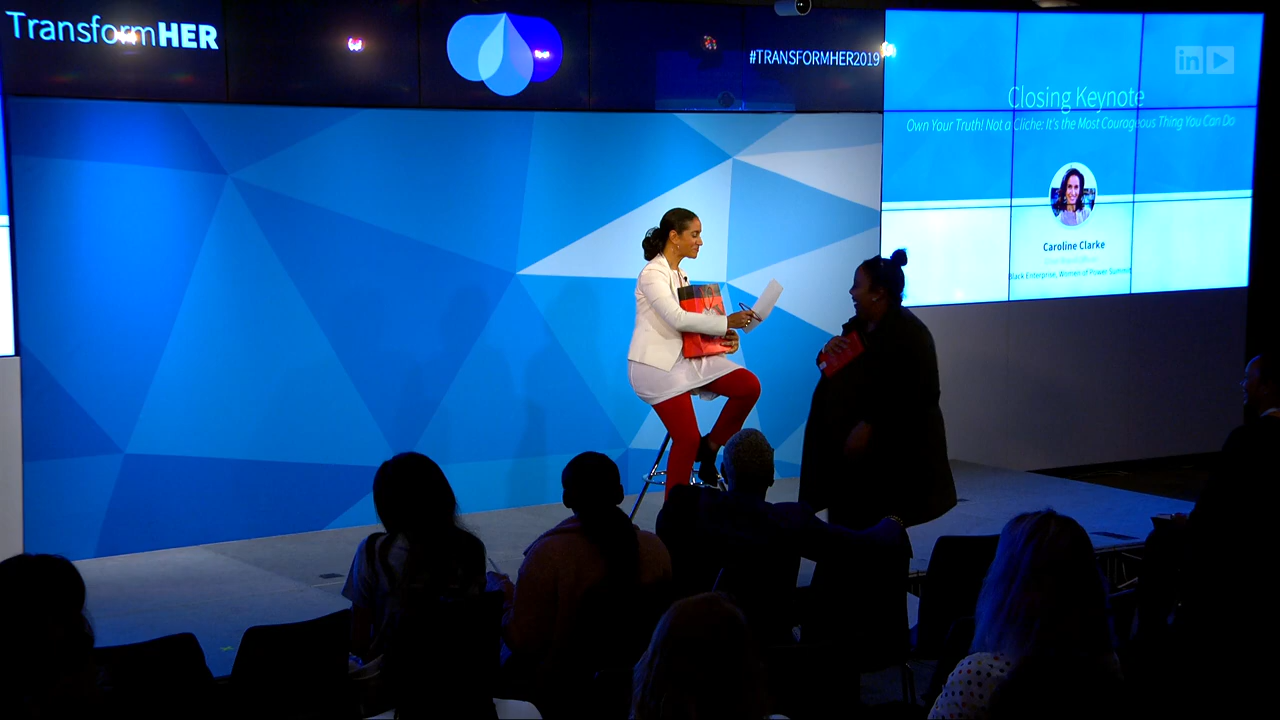 TransformHER
#TRANSFORMHER2019
in
Closing Keynote
Own Your Truth! Not a Cliche: It's the Most Courageous Thing You Can Do
Caroline Clarke
Black Enterprise, Women of Power Summit